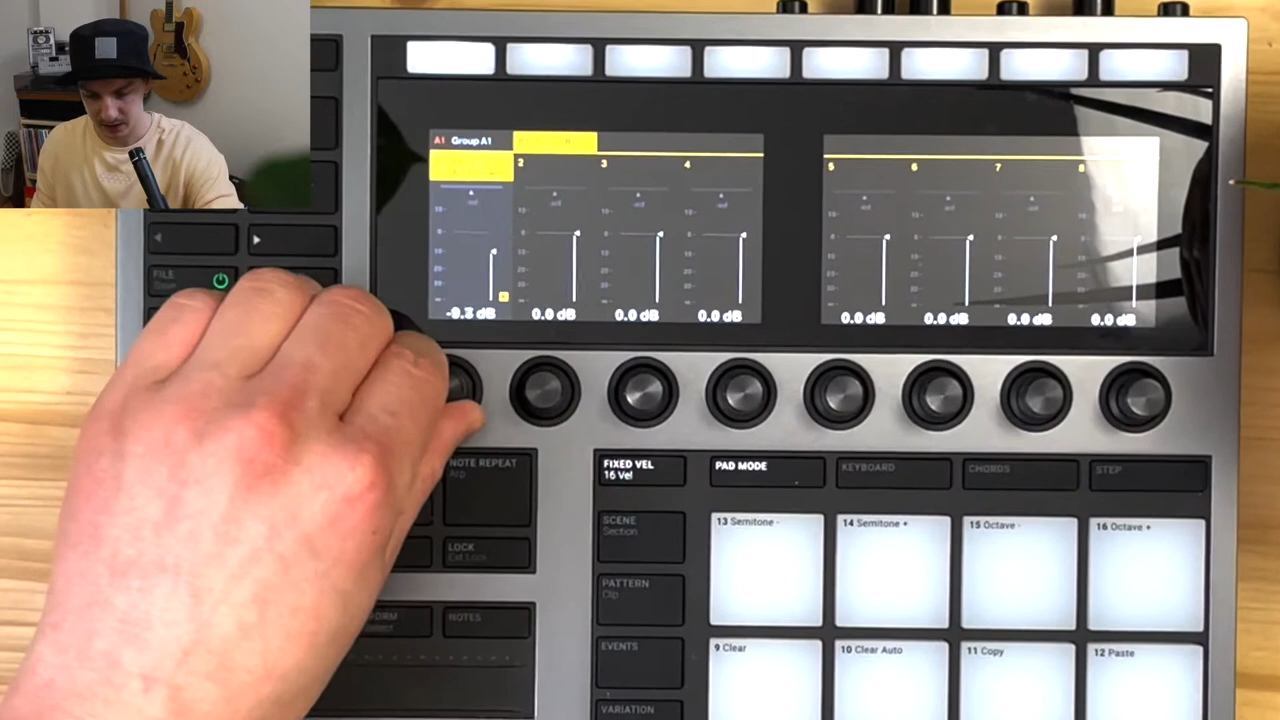 A1 Group A1
2 3 4 5 6 7 8
-9.3 dB 0.0 dB 0.0 dB 0.0 dB 0.0 dB 0.0 dB 0.0 dB 0.0 dB
FILE
Save
NOTE REPEAT
Arp
LOCK
Ext Lock
NOTES
FIXED VEL
16 Vel
PAD MODE
KEYBOARD
CHORDS
STEP
SCENE
Section
PATTERN
Clip
EVENTS
VARIATION
13 Semitone -
14 Semitone +
15 Octave -
16 Octave +
9 Clear
10 Clear Auto
11 Copy
12 Paste